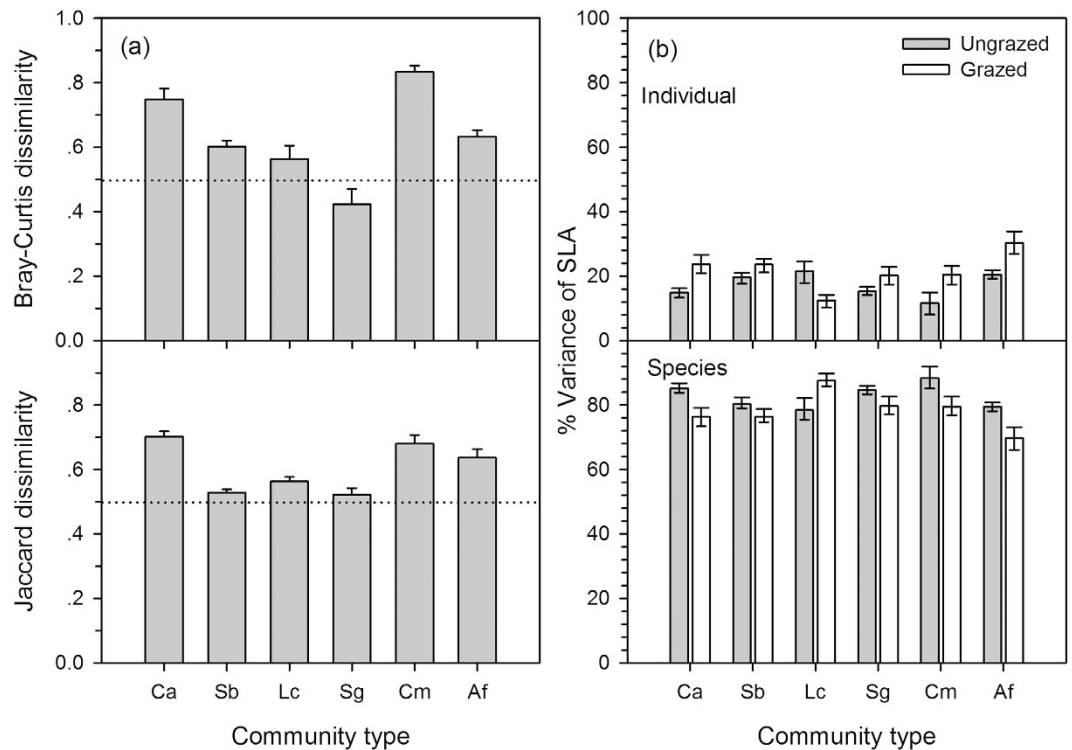 (a)
Bray-Curtis dissimilarity
1.0
.8
.6
.4
.2
0.0
Jaccard dissimilarity
.8
.6
.4
.2
0.0
Ca Sb Lc Sg Cm Af
Community type
(b)
Ungrazed
Grazed
Individual
% Variance of SLA
100
80
60
40
20
0
Species
80
60
40
20
0
Ca Sb Lc Sg Cm Af
Community type